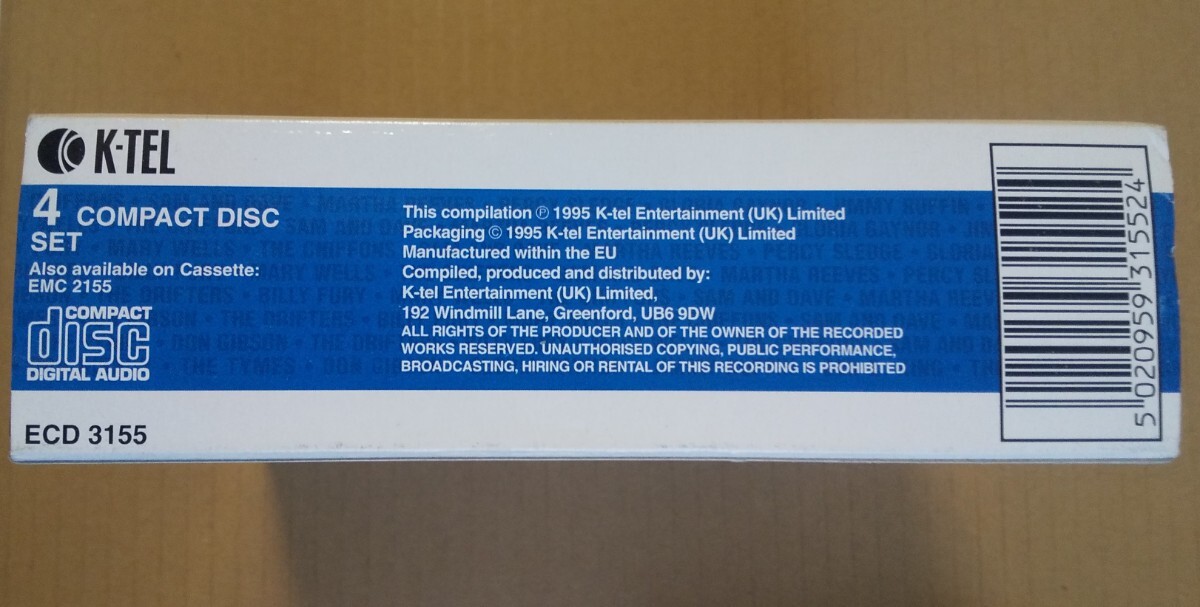 K-TEL
4 COMPACT DISC
SET
Also available on Cassette:
EMC 2155
COMPACT
disc
DIGITAL AUDIO
ECD 3155
This compilation ℗ 1995 K-tel Entertainment (UK) Limited
Packaging © 1995 K-tel Entertainment (UK) Limited
Manufactured within the EU
Compiled, produced and distributed by:
K-tel Entertainment (UK) Limited,
192 Windmill Lane, Greenford, UB6 9DW
ALL RIGHTS OF THE PRODUCER AND OF THE OWNER OF THE RECORDED
WORKS RESERVED. UNAUTHORISED COPYING, PUBLIC PERFORMANCE,
BROADCASTING, HIRING OR RENTAL OF THIS RECORDING IS PROHIBITED
5 020959 315524